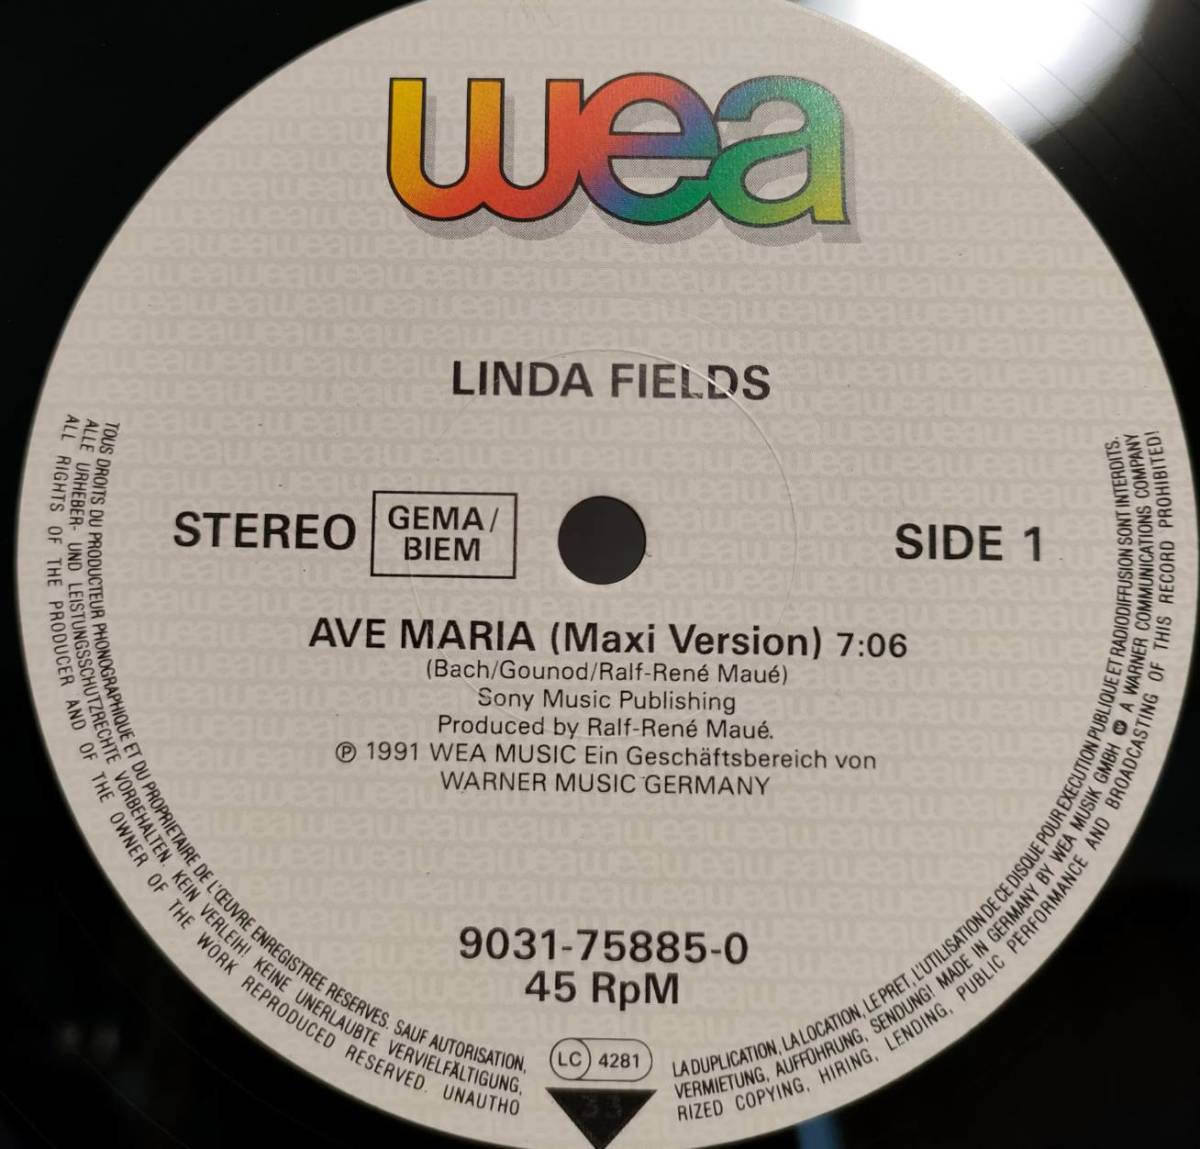 wea
LINDA FIELDS
STEREO
GEMA/
BIEM
SIDE 1
AVE MARIA (Maxi Version) 7:06
(Bach/Gounod/Ralf-René Maué)
Sony Music Publishing
Produced by Ralf-René Maué.
℗ 1991 WEA MUSIC Ein Geschäftsbereich von
WARNER MUSIC GERMANY
9031-75885-0
45 RpM
LC 4281
33
TOUS DROITS DU PRODUCTEUR PHONOGRAPHIQUE ET DU PROPRIETAIRE DE L'ŒUVRE ENREGISTREE RESERVES. SAUF AUTORISATION, LA DUPLICATION, LA LOCATION, LE PRET, L'UTILISATION DE CE DISQUE POUR EXECUTION PUBLIQUE ET RADIODIFFUSION SONT INTERDITS.
ALLE URHEBER- UND LEISTUNGSSCHUTZRECHTE VORBEHALTEN. KEIN VERLEIH! KEINE UNERLAUBTE VERVIELFÄLTIGUNG, VERMIETUNG, AUFFÜHRUNG, SENDUNG! MADE IN GERMANY BY WEA MUSIK GMBH A WARNER COMMUNICATIONS COMPANY
ALL RIGHTS OF THE PRODUCER AND OF THE OWNER OF THE WORK REPRODUCED RESERVED. UNAUTHORIZED COPYING, HIRING, LENDING, PUBLIC PERFORMANCE AND BROADCASTING OF THIS RECORD PROHIBITED!